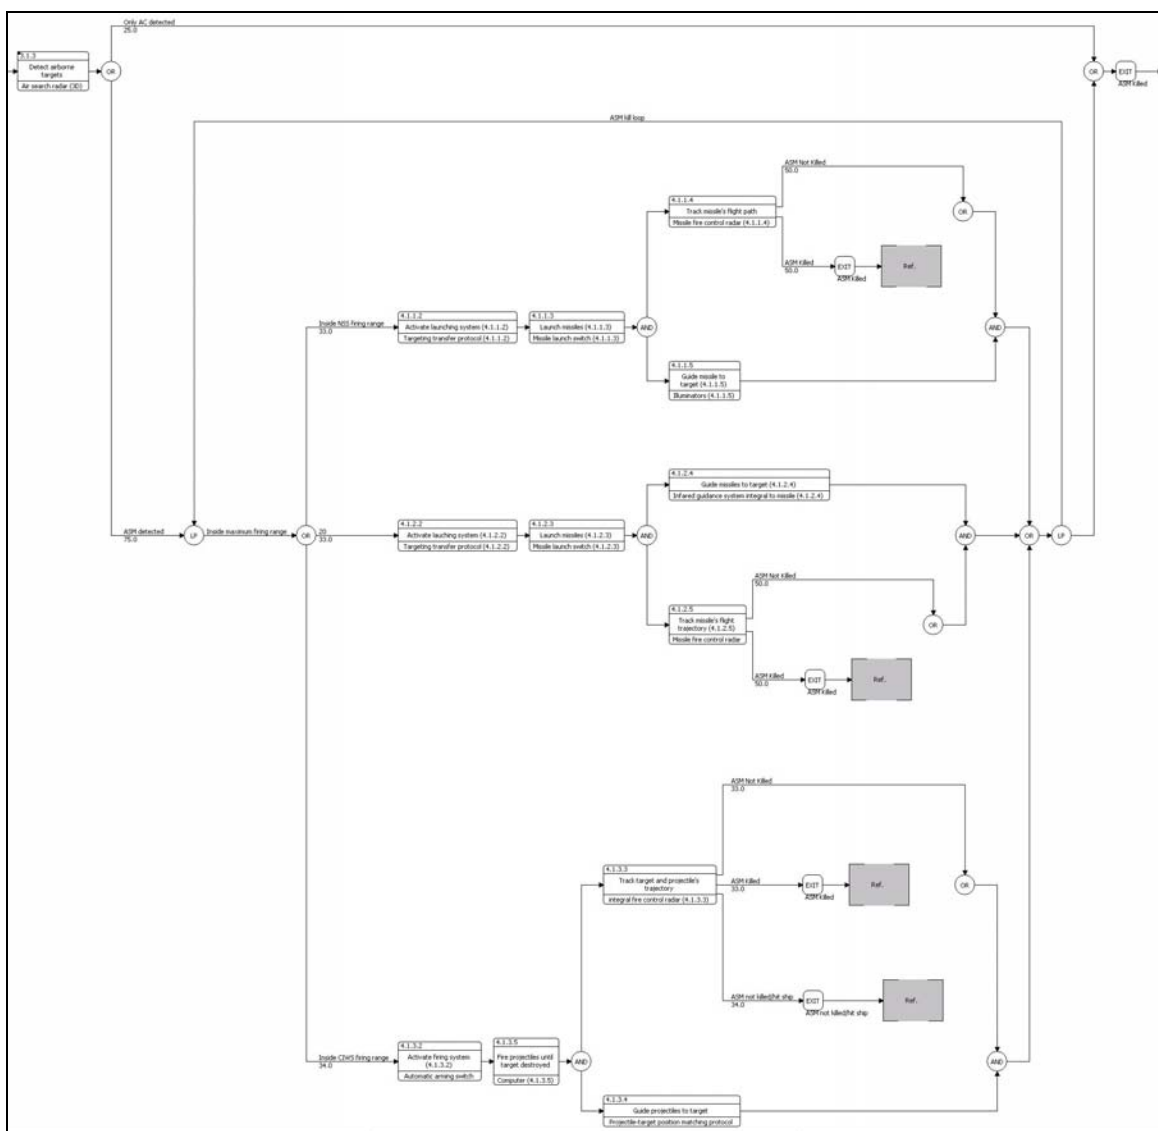 Only AC detected
25.0
3.1.3
Detect airborne
targets
Air search radar (3D)
OR
OR
EXIT
ASM Killed
ASM kill loop
ASM Not Killed
50.0
4.1.1.4
Track missile's flight path
Missile fire control radar (4.1.1.4)
OR
ASM Killed
50.0
EXIT
ASM Killed
Ref.
Inside NSS firing range
33.0
4.1.1.2
Activate launching system (4.1.1.2)
Targeting transfer protocol (4.1.1.2)
4.1.1.3
Launch missiles (4.1.1.3)
Missile launch switch (4.1.1.3)
AND
AND
4.1.1.5
Guide missile to
target (4.1.1.5)
Illuminators (4.1.1.5)
4.1.2.4
Guide missiles to target (4.1.2.4)
Infared guidance system integral to missile (4.1.2.4)
ASM detected
75.0
LP
Inside maximum firing range
OR
20
33.0
4.1.2.2
Activate lauching system (4.1.2.2)
Targeting transfer protocol (4.1.2.2)
4.1.2.3
Launch missiles (4.1.2.3)
Missile launch switch (4.1.2.3)
AND
AND
OR
LP
ASM Not Killed
50.0
4.1.2.5
Track missile's flight
trajectory (4.1.2.5)
Missile fire control radar
OR
ASM Killed
50.0
EXIT
ASM Killed
Ref.
ASM Not Killed
33.0
4.1.3.3
Track target and projectile's
trajectory
integral fire control radar (4.1.3.3)
ASM Killed
33.0
EXIT
ASM Killed
Ref.
OR
ASM not killed/hit ship
34.0
EXIT
ASM not killed/hit ship
Ref.
Inside CIWS firing range
34.0
4.1.3.2
Activate firing system
(4.1.3.2)
Automatic arming switch
4.1.3.5
Fire projectiles until
target destroyed
Computer (4.1.3.5)
AND
AND
4.1.3.4
Guide projectiles to target
Projectile-target position matching protocol